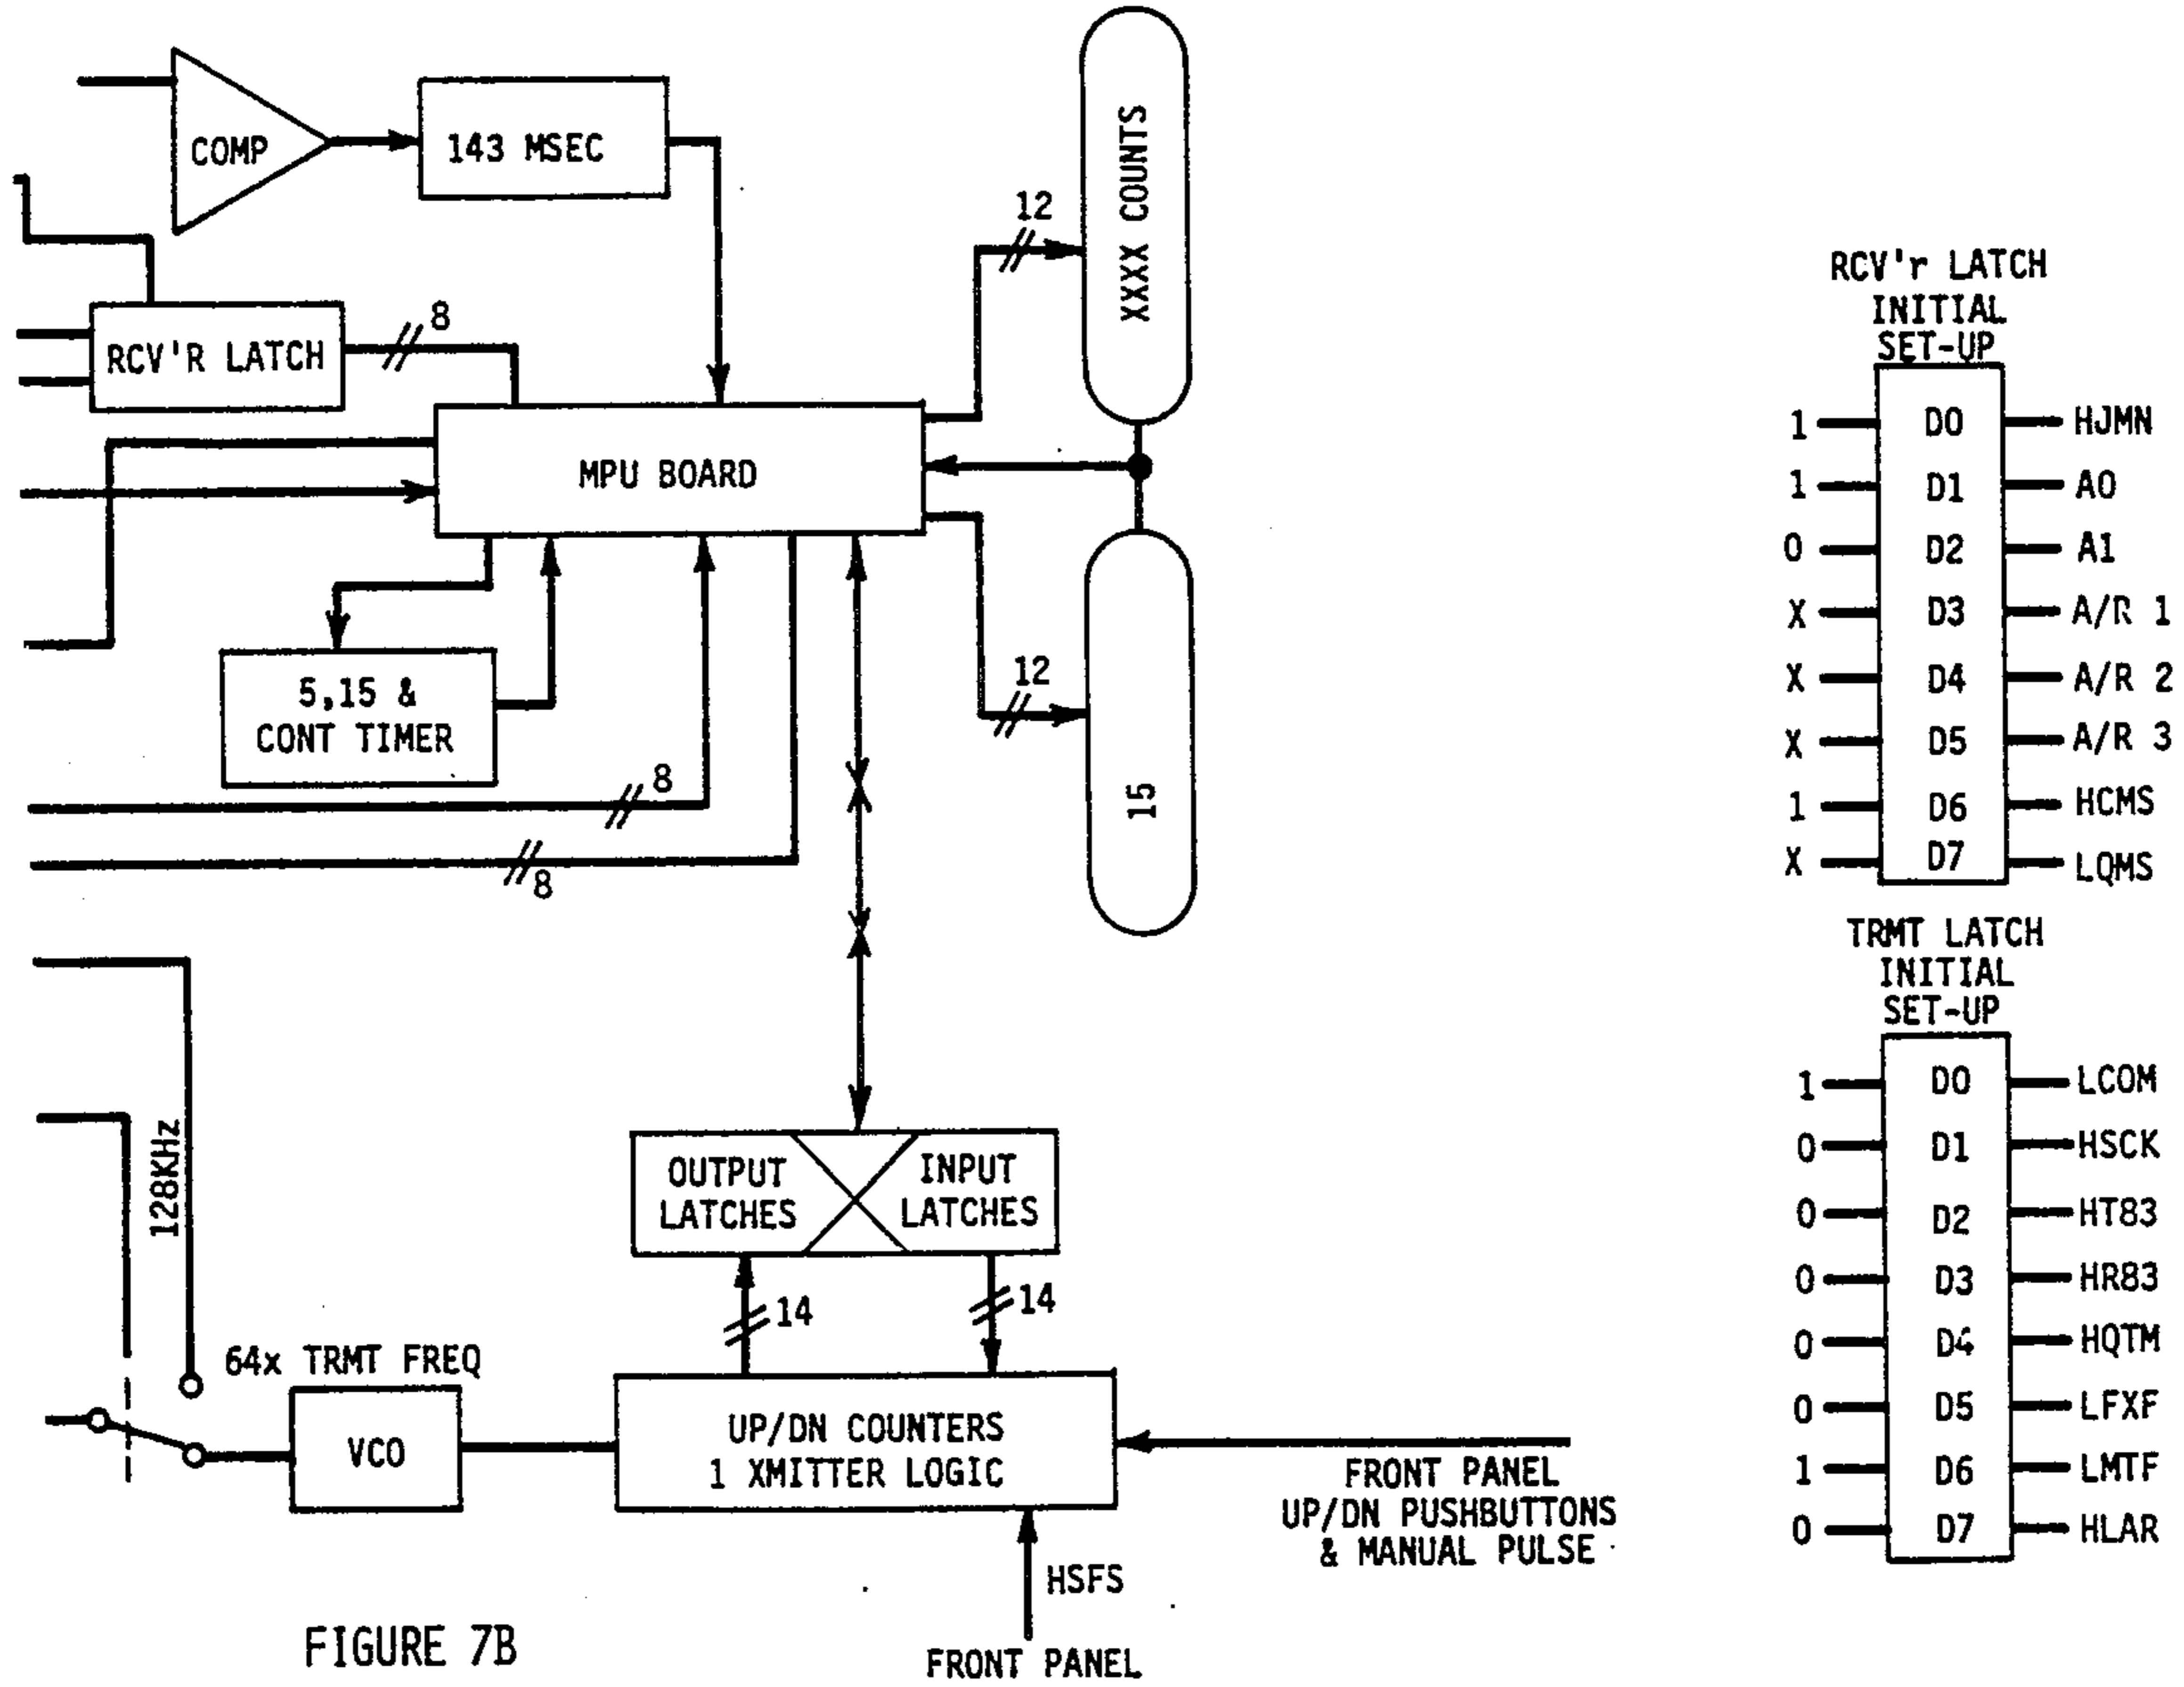 COMP
143 MSEC
12
XXXX COUNTS
8
RCV'R LATCH
MPU BOARD
5,15 &
CONT TIMER
12
15
8
8
128KHz
OUTPUT
LATCHES
INPUT
LATCHES
14
14
64x TRMT FREQ
VCO
UP/DN COUNTERS
1 XMITTER LOGIC
FRONT PANEL
UP/DN PUSHBUTTONS
& MANUAL PULSE
HSFS
FRONT PANEL
FIGURE 7B
RCV'r LATCH
INITIAL
SET-UP
1 D0 HJMN
1 D1 A0
0 D2 A1
X D3 A/R 1
X D4 A/R 2
X D5 A/R 3
1 D6 HCMS
X D7 LQMS
TRMT LATCH
INITIAL
SET-UP
1 D0 LCOM
0 D1 HSCK
0 D2 HT83
0 D3 HR83
0 D4 HQTM
0 D5 LFXF
1 D6 LMTF
0 D7 HLAR